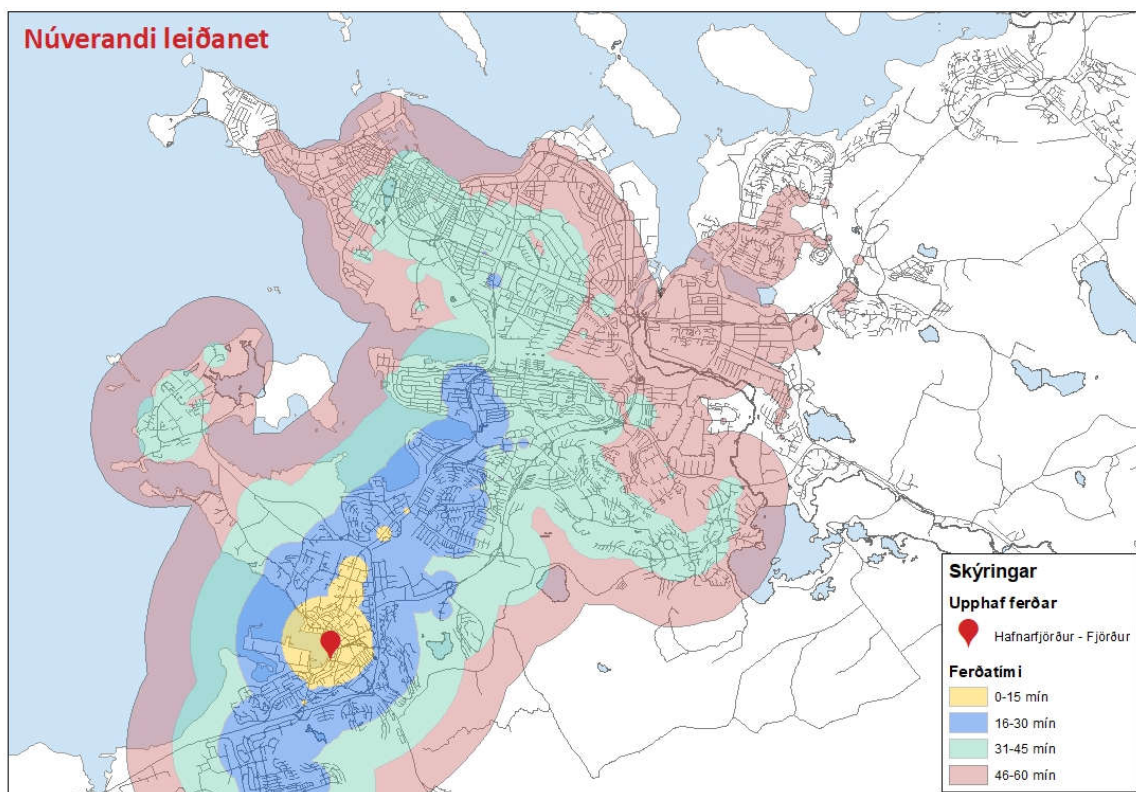 Núverandi leiðanet
Skýringar
Upphaf ferðar
Hafnarfjörður - Fjörður
Ferðatími
0-15 mín
16-30 mín
31-45 mín
46-60 mín